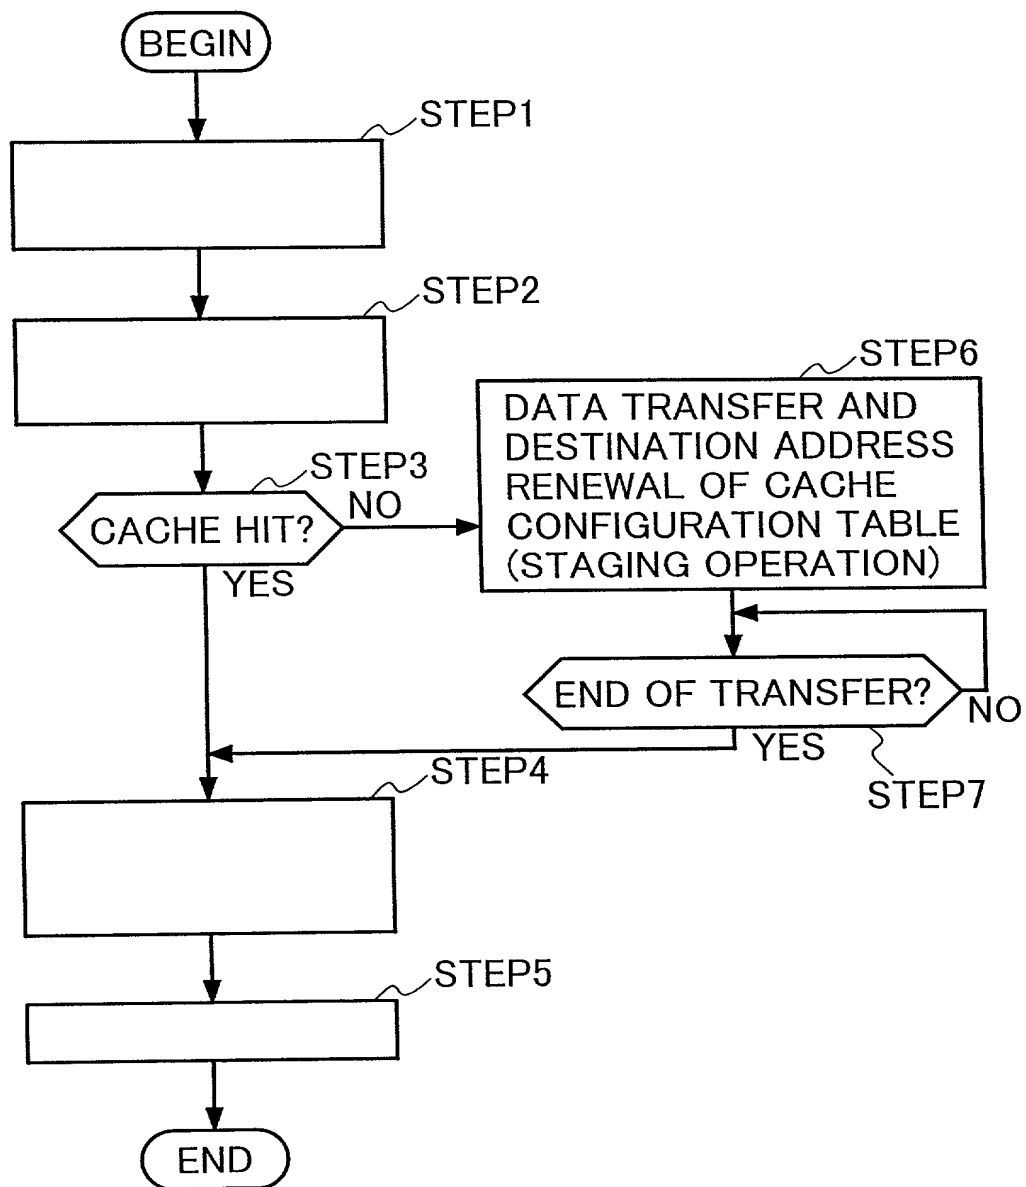 BEGIN
STEP1
STEP2
STEP3
CACHE HIT?
NO
YES
STEP6
DATA TRANSFER AND
DESTINATION ADDRESS
RENEWAL OF CACHE
CONFIGURATION TABLE
(STAGING OPERATION)
END OF TRANSFER?
NO
YES
STEP7
STEP4
STEP5
END